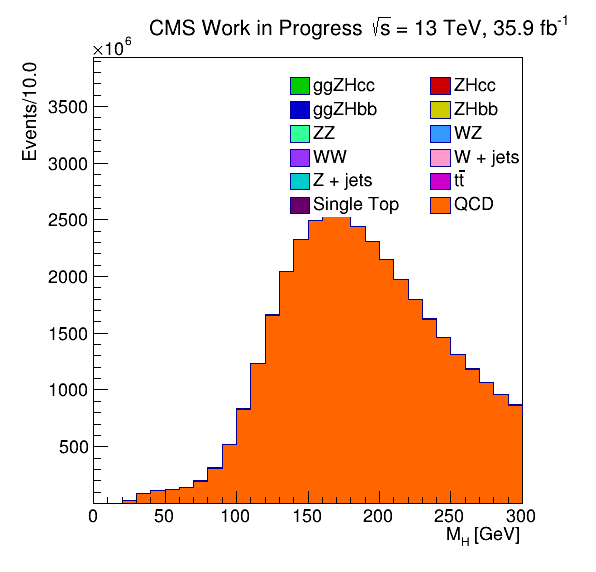 CMS Work in Progress √s = 13 TeV, 35.9 fb⁻¹
×10⁶
Events/10.0
ggZHcc ZHcc
ggZHbb ZHbb
ZZ WZ
WW W + jets
Z + jets tt̅
Single Top QCD
3500
3000
2500
2000
1500
1000
500
0 50 100 150 200 250 300
M_H [GeV]